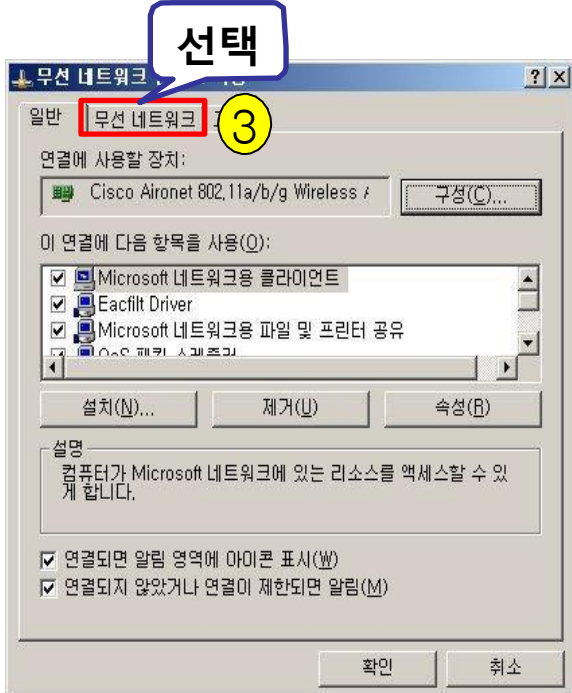 선택
무선 네트워크
일반
무선 네트워크
3
연결에 사용할 장치:
Cisco Aironet 802,11a/b/g Wireless
구성(C)...
이 연결에 다음 항목을 사용(O):
Microsoft 네트워크용 클라이언트
Eacfilt Driver
Microsoft 네트워크용 파일 및 프린터 공유
QoS 패킷 스케줄러
설치(N)...
제거(U)
속성(R)
설명
컴퓨터가 Microsoft 네트워크에 있는 리소스를 액세스할 수 있
게 합니다.
연결되면 알림 영역에 아이콘 표시(W)
연결되지 않았거나 연결이 제한되면 알림(M)
확인
취소